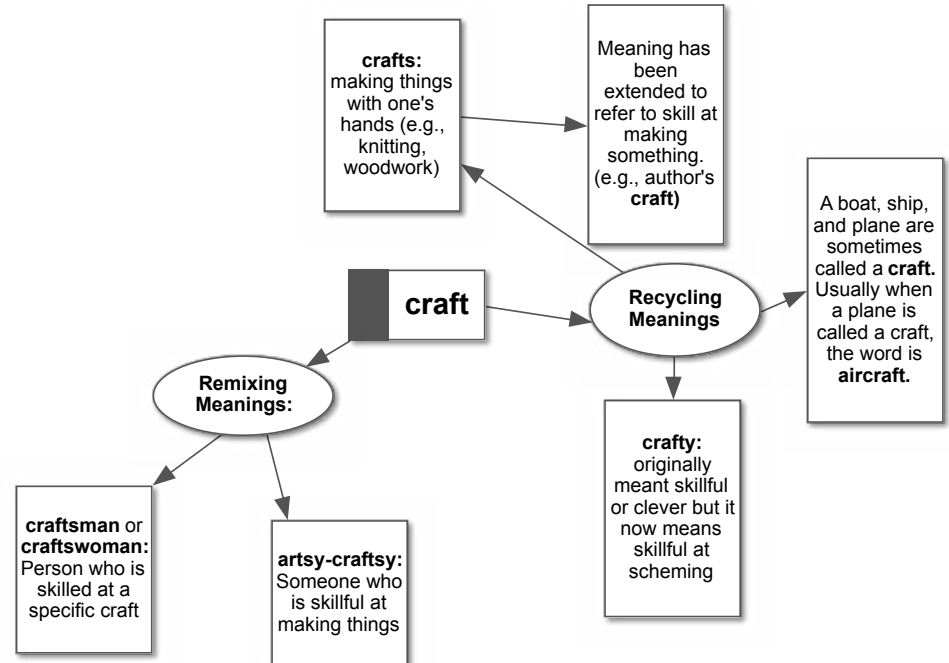 crafts:
making things
with one's
hands (e.g.,
knitting,
woodwork)
Meaning has
been
extended to
refer to skill at
making
something.
(e.g., author's
craft)
A boat, ship,
and plane are
sometimes
called a craft.
Usually when
a plane is
called a craft,
the word is
aircraft.
craft
Recycling
Meanings
Remixing
Meanings:
crafty:
originally
meant skillful
or clever but it
now means
skillful at
scheming
craftsman or
craftswoman:
Person who is
skilled at a
specific craft
artsy-craftsy:
Someone who
is skillful at
making things